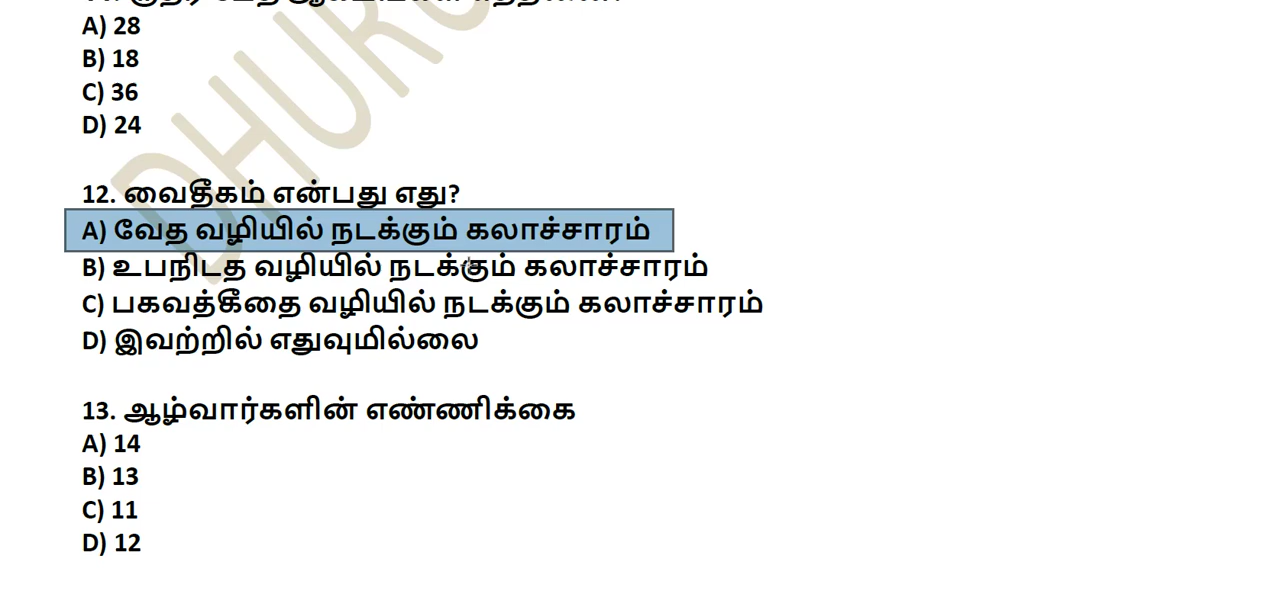 A) 28
B) 18
C) 36
D) 24
12. வைதீகம் என்பது எது?
A) வேத வழியில் நடக்கும் கலாச்சாரம்
B) உபநிடத வழியில் நடக்கும் கலாச்சாரம்
C) பகவத்கீதை வழியில் நடக்கும் கலாச்சாரம்
D) இவற்றில் எதுவுமில்லை
13. ஆழ்வார்களின் எண்ணிக்கை
A) 14
B) 13
C) 11
D) 12